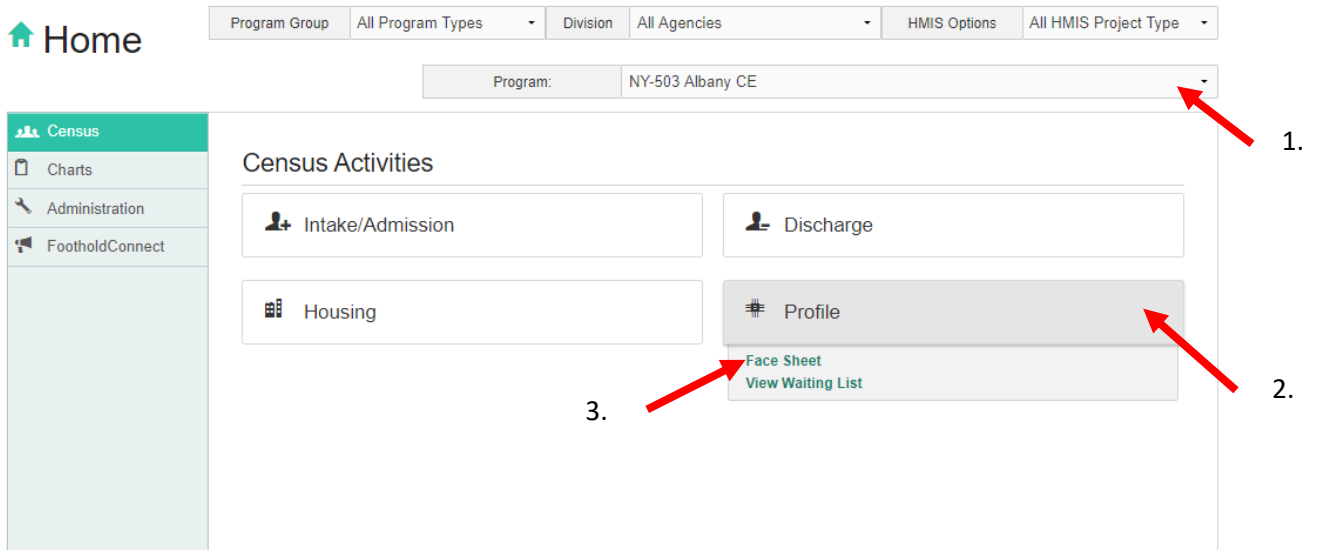 Home
Program Group All Program Types Division All Agencies HMIS Options All HMIS Project Type
Program: NY-503 Albany CE
1.
Census
Charts
Administration
FootholdConnect
Census Activities
Intake/Admission
Discharge
Housing
Profile
Face Sheet
View Waiting List
2.
3.